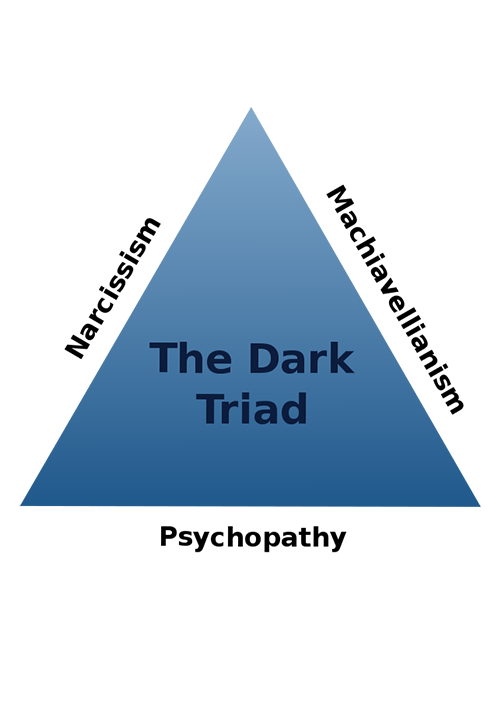 Narcissism
Machiavellianism
The Dark
Triad
Psychopathy